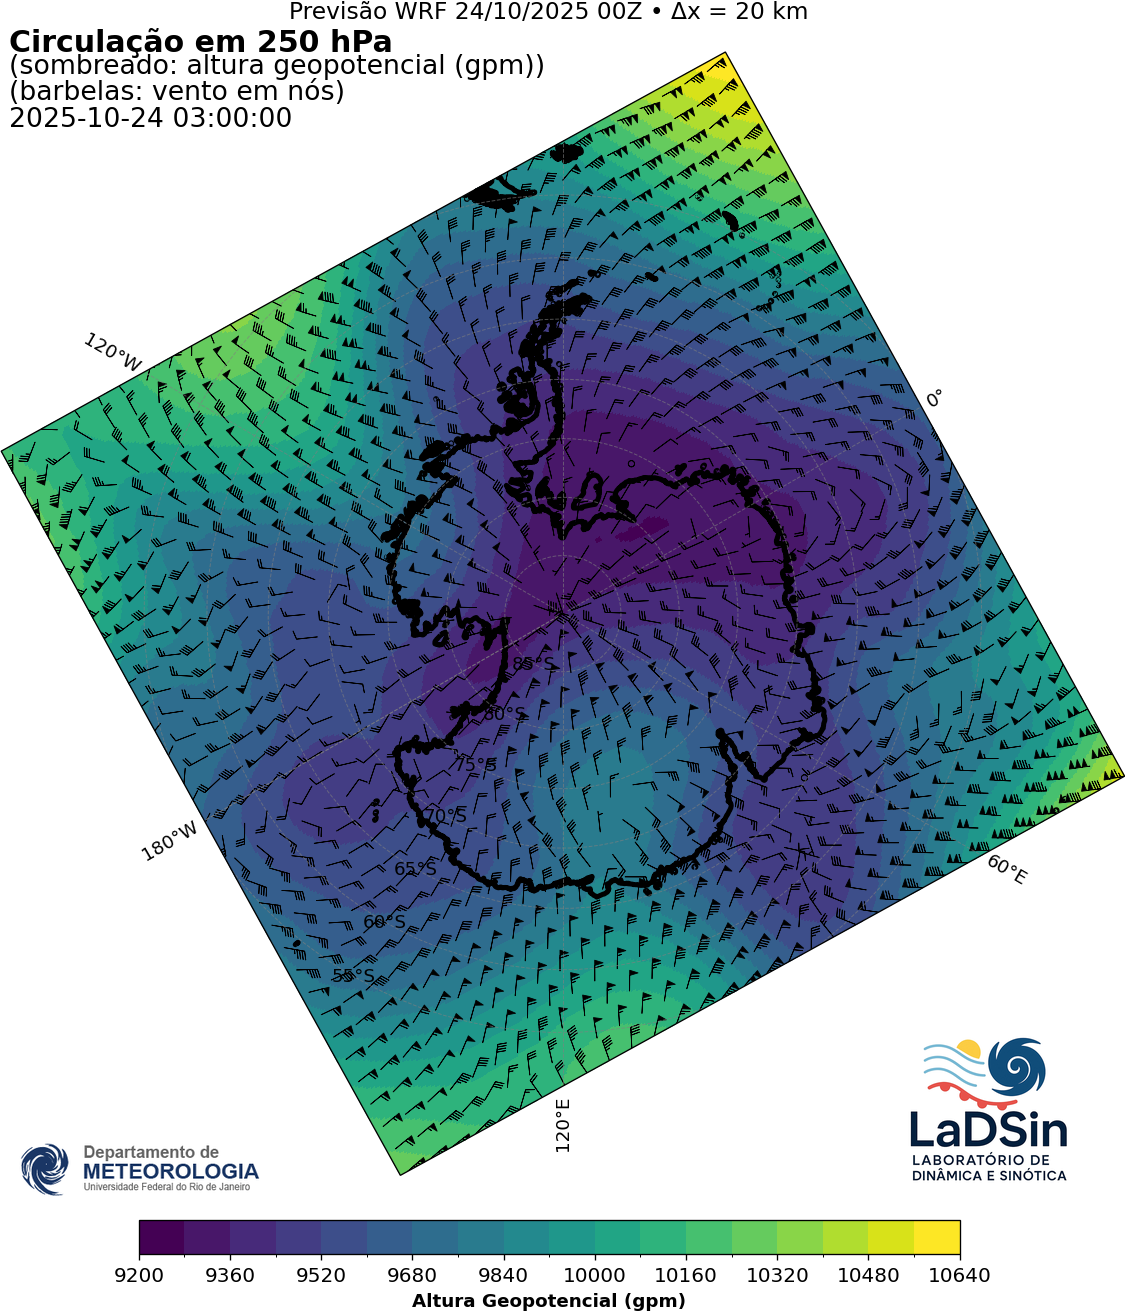 Previsão WRF 24/10/2025 00Z • Δx = 20 km
Circulação em 250 hPa
(sombreado: altura geopotencial (gpm))
(barbelas: vento em nós)
2025-10-24 03:00:00
120°W
0°
85°S
80°S
75°S
70°S
180°W
65°S
60°E
60°S
55°S
120°E
LaDSin
LABORATÓRIO DE
DINÂMICA E SINÓTICA
Departamento de
METEOROLOGIA
Universidade Federal do Rio de Janeiro
9200 9360 9520 9680 9840 10000 10160 10320 10480 10640
Altura Geopotencial (gpm)